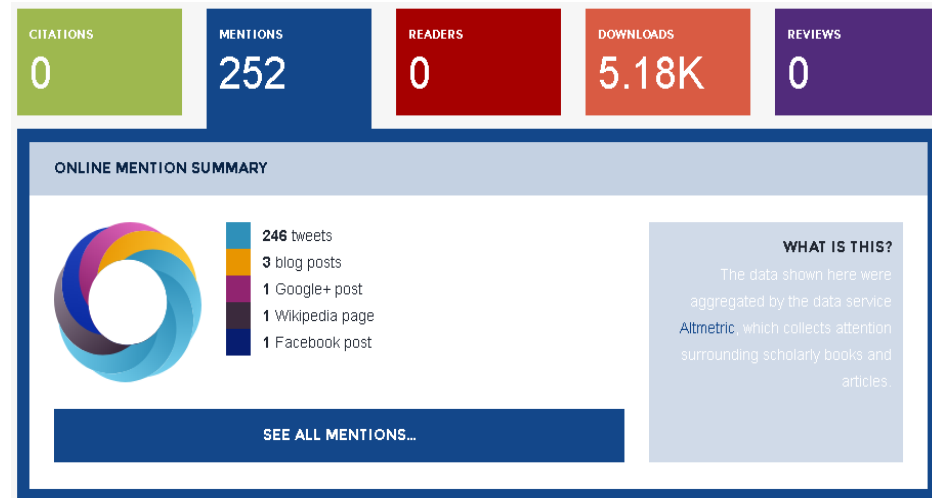 CITATIONS
0
MENTIONS
252
READERS
0
DOWNLOADS
5.18K
REVIEWS
0
ONLINE MENTION SUMMARY
246 tweets
3 blog posts
1 Google+ post
1 Wikipedia page
1 Facebook post
SEE ALL MENTIONS...
WHAT IS THIS?
The data shown here were
aggregated by the data service
Altmetric, which collects attention
surrounding scholarly books and
articles.